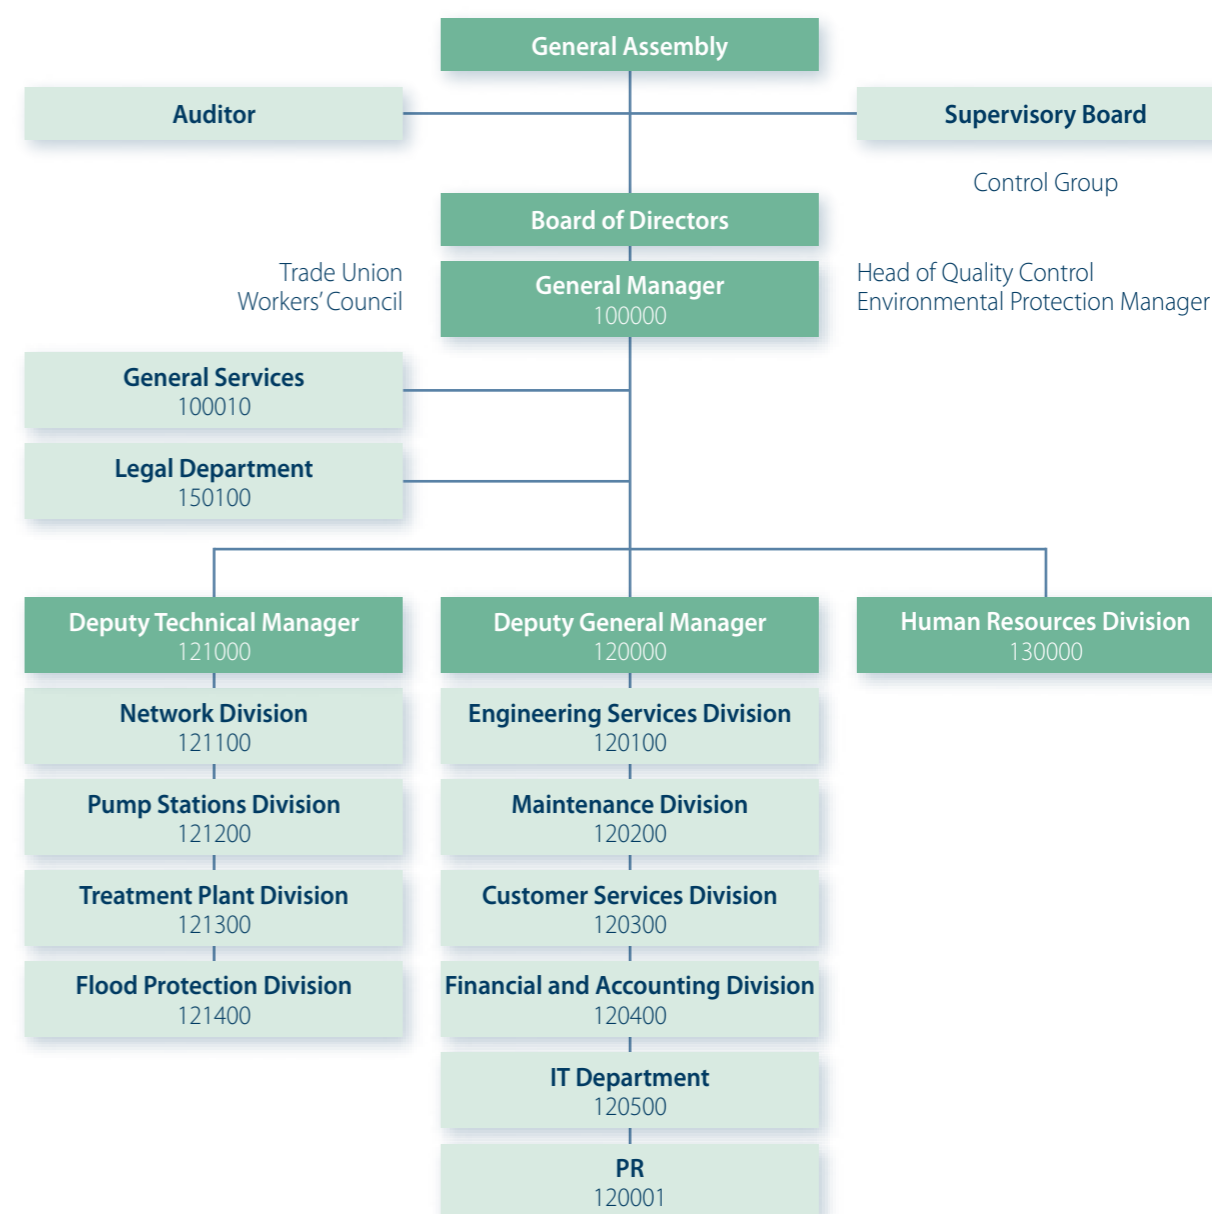 General Assembly
Auditor
Supervisory Board
Control Group
Board of Directors
Trade Union
Workers' Council
General Manager
100000
Head of Quality Control
Environmental Protection Manager
General Services
100010
Legal Department
150100
Deputy Technical Manager
121000
Network Division
121100
Pump Stations Division
121200
Treatment Plant Division
121300
Flood Protection Division
121400
Deputy General Manager
120000
Engineering Services Division
120100
Maintenance Division
120200
Customer Services Division
120300
Financial and Accounting Division
120400
IT Department
120500
PR
120001
Human Resources Division
130000